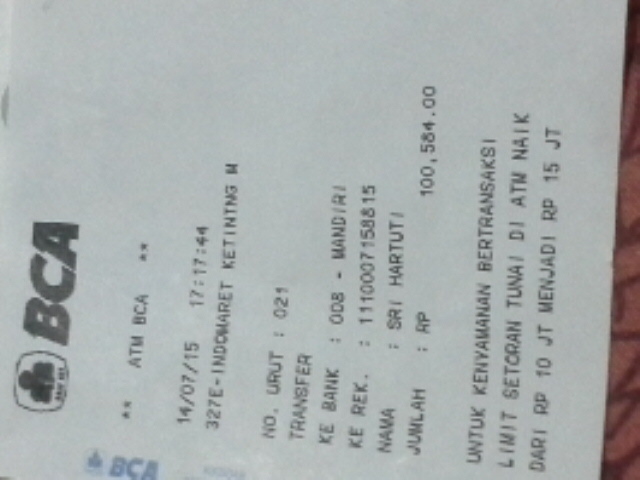 BCA
** ATM BCA **
14/07/15 17:17:44
327E-INDOMARET KETINTNG M
NO. URUT : 021
TRANSFER
KE BANK : 008 - MANDIRI
KE REK. : 1110007158815
NAMA : SRI HARTUTI
JUMLAH : RP 100,584.00
UNTUK KENYAMANAN BERTRANSAKSI
LIMIT SETORAN TUNAI DI ATM NAIK
DARI RP 10 JT MENJADI RP 15 JT
BCA